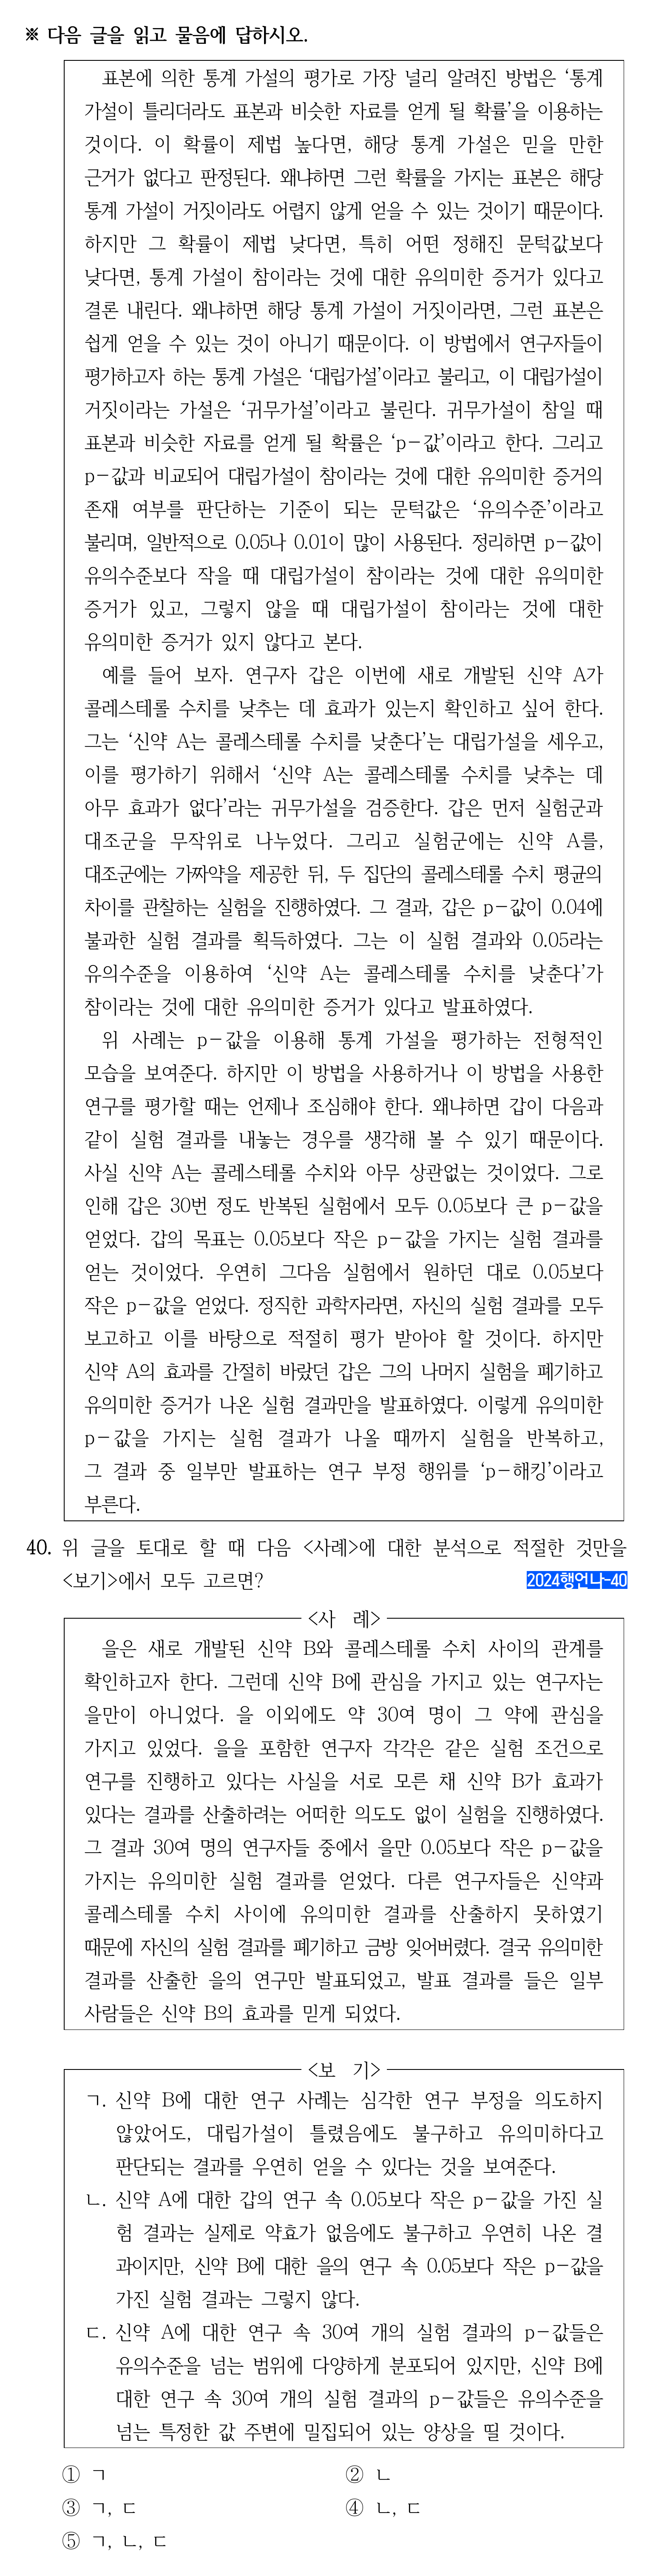 ※ 다음 글을 읽고 물음에 답하시오.
표본에 의한 통계 가설의 평가로 가장 널리 알려진 방법은 ‘통계
가설이 틀리더라도 표본과 비슷한 자료를 얻게 될 확률’을 이용하는
것이다. 이 확률이 제법 높다면, 해당 통계 가설은 믿을 만한
근거가 없다고 판정된다. 왜냐하면 그런 확률을 가지는 표본은 해당
통계 가설이 거짓이라도 어렵지 않게 얻을 수 있는 것이기 때문이다.
하지만 그 확률이 제법 낮다면, 특히 어떤 정해진 문턱값보다
낮다면, 통계 가설이 참이라는 것에 대한 유의미한 증거가 있다고
결론 내린다. 왜냐하면 해당 통계 가설이 거짓이라면, 그런 표본은
쉽게 얻을 수 있는 것이 아니기 때문이다. 이 방법에서 연구자들이
평가하고자 하는 통계 가설은 ‘대립가설’이라고 불리고, 이 대립가설이
거짓이라는 가설은 ‘귀무가설’이라고 불린다. 귀무가설이 참일 때
표본과 비슷한 자료를 얻게 될 확률은 ‘p-값’이라고 한다. 그리고
p-값과 비교되어 대립가설이 참이라는 것에 대한 유의미한 증거의
존재 여부를 판단하는 기준이 되는 문턱값은 ‘유의수준’이라고
불리며, 일반적으로 0.05나 0.01이 많이 사용된다. 정리하면 p-값이
유의수준보다 작을 때 대립가설이 참이라는 것에 대한 유의미한
증거가 있고, 그렇지 않을 때 대립가설이 참이라는 것에 대한
유의미한 증거가 있지 않다고 본다.
예를 들어 보자. 연구자 갑은 이번에 새로 개발된 신약 A가
콜레스테롤 수치를 낮추는 데 효과가 있는지 확인하고 싶어 한다.
그는 ‘신약 A는 콜레스테롤 수치를 낮춘다’는 대립가설을 세우고,
이를 평가하기 위해서 ‘신약 A는 콜레스테롤 수치를 낮추는 데
아무 효과가 없다’라는 귀무가설을 검증한다. 갑은 먼저 실험군과
대조군을 무작위로 나누었다. 그리고 실험군에는 신약 A를,
대조군에는 가짜약을 제공한 뒤, 두 집단의 콜레스테롤 수치 평균의
차이를 관찰하는 실험을 진행하였다. 그 결과, 갑은 p-값이 0.04에
불과한 실험 결과를 획득하였다. 그는 이 실험 결과와 0.05라는
유의수준을 이용하여 ‘신약 A는 콜레스테롤 수치를 낮춘다’가
참이라는 것에 대한 유의미한 증거가 있다고 발표하였다.
위 사례는 p-값을 이용해 통계 가설을 평가하는 전형적인
모습을 보여준다. 하지만 이 방법을 사용하거나 이 방법을 사용한
연구를 평가할 때는 언제나 조심해야 한다. 왜냐하면 갑이 다음과
같이 실험 결과를 내놓는 경우를 생각해 볼 수 있기 때문이다.
사실 신약 A는 콜레스테롤 수치와 아무 상관없는 것이었다. 그로
인해 갑은 30번 정도 반복된 실험에서 모두 0.05보다 큰 p-값을
얻었다. 갑의 목표는 0.05보다 작은 p-값을 가지는 실험 결과를
얻는 것이었다. 우연히 그다음 실험에서 원하던 대로 0.05보다
작은 p-값을 얻었다. 정직한 과학자라면, 자신의 실험 결과를 모두
보고하고 이를 바탕으로 적절히 평가 받아야 할 것이다. 하지만
신약 A의 효과를 간절히 바랐던 갑은 그의 나머지 실험을 폐기하고
유의미한 증거가 나온 실험 결과만을 발표하였다. 이렇게 유의미한
p-값을 가지는 실험 결과가 나올 때까지 실험을 반복하고,
그 결과 중 일부만 발표하는 연구 부정 행위를 ‘p-해킹’이라고
부른다.
40. 위 글을 토대로 할 때 다음 <사례>에 대한 분석으로 적절한 것만을
<보기>에서 모두 고르면? 2024행언나-40
<사 례>
을은 새로 개발된 신약 B와 콜레스테롤 수치 사이의 관계를
확인하고자 한다. 그런데 신약 B에 관심을 가지고 있는 연구자는
을만이 아니었다. 을 이외에도 약 30여 명이 그 약에 관심을
가지고 있었다. 을을 포함한 연구자 각각은 같은 실험 조건으로
연구를 진행하고 있다는 사실을 서로 모른 채 신약 B가 효과가
있다는 결과를 산출하려는 어떠한 의도도 없이 실험을 진행하였다.
그 결과 30여 명의 연구자들 중에서 을만 0.05보다 작은 p-값을
가지는 유의미한 실험 결과를 얻었다. 다른 연구자들은 신약과
콜레스테롤 수치 사이에 유의미한 결과를 산출하지 못하였기
때문에 자신의 실험 결과를 폐기하고 금방 잊어버렸다. 결국 유의미한
결과를 산출한 을의 연구만 발표되었고, 발표 결과를 들은 일부
사람들은 신약 B의 효과를 믿게 되었다.
<보 기>
ㄱ. 신약 B에 대한 연구 사례는 심각한 연구 부정을 의도하지
않았어도, 대립가설이 틀렸음에도 불구하고 유의미하다고
판단되는 결과를 우연히 얻을 수 있다는 것을 보여준다.
ㄴ. 신약 A에 대한 갑의 연구 속 0.05보다 작은 p-값을 가진 실
험 결과는 실제로 약효가 없음에도 불구하고 우연히 나온 결
과이지만, 신약 B에 대한 을의 연구 속 0.05보다 작은 p-값을
가진 실험 결과는 그렇지 않다.
ㄷ. 신약 A에 대한 연구 속 30여 개의 실험 결과의 p-값들은
유의수준을 넘는 범위에 다양하게 분포되어 있지만, 신약 B에
대한 연구 속 30여 개의 실험 결과의 p-값들은 유의수준을
넘는 특정한 값 주변에 밀집되어 있는 양상을 띨 것이다.
① ㄱ ② ㄴ
③ ㄱ, ㄷ ④ ㄴ, ㄷ
⑤ ㄱ, ㄴ, ㄷ